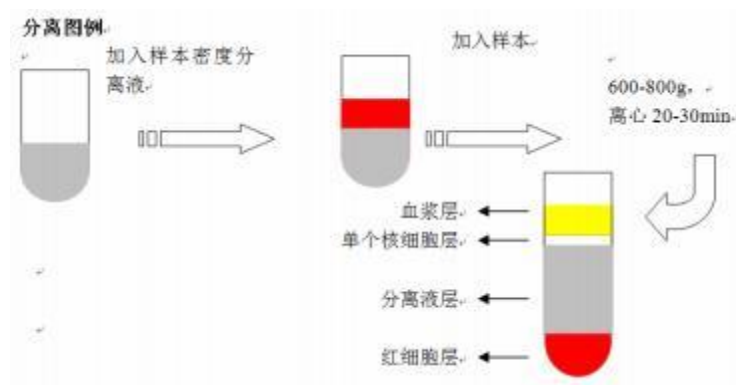 分离图例
加入样本密度分
离液
加入样本
600-800g，
离心 20-30min
血浆层
单个核细胞层
分离液层
红细胞层